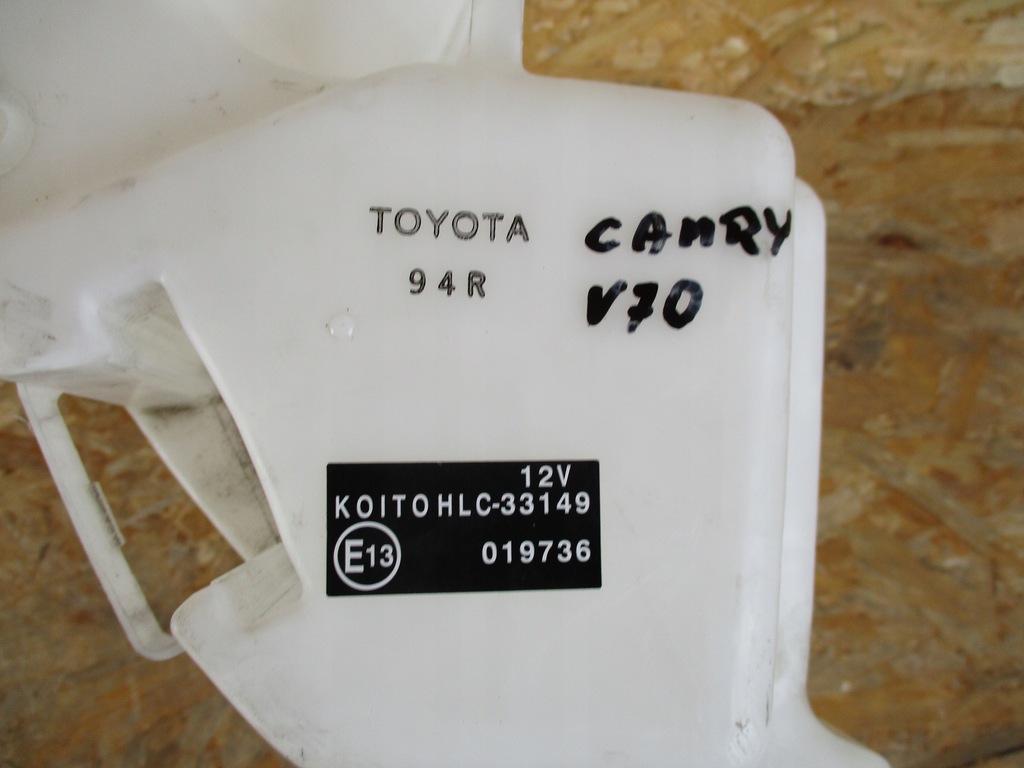 TOYOTA
94R
CAMRY
V70
12V
KOITO HLC-33149
E13
019736